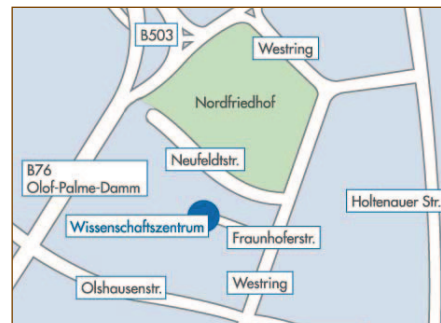 B503
Westring
Nordfriedhof
Neufeldtstr.
B76
Olof-Palme-Damm
Holtenauer Str.
Wissenschaftszentrum
Fraunhoferstr.
Westring
Olshausenstr.